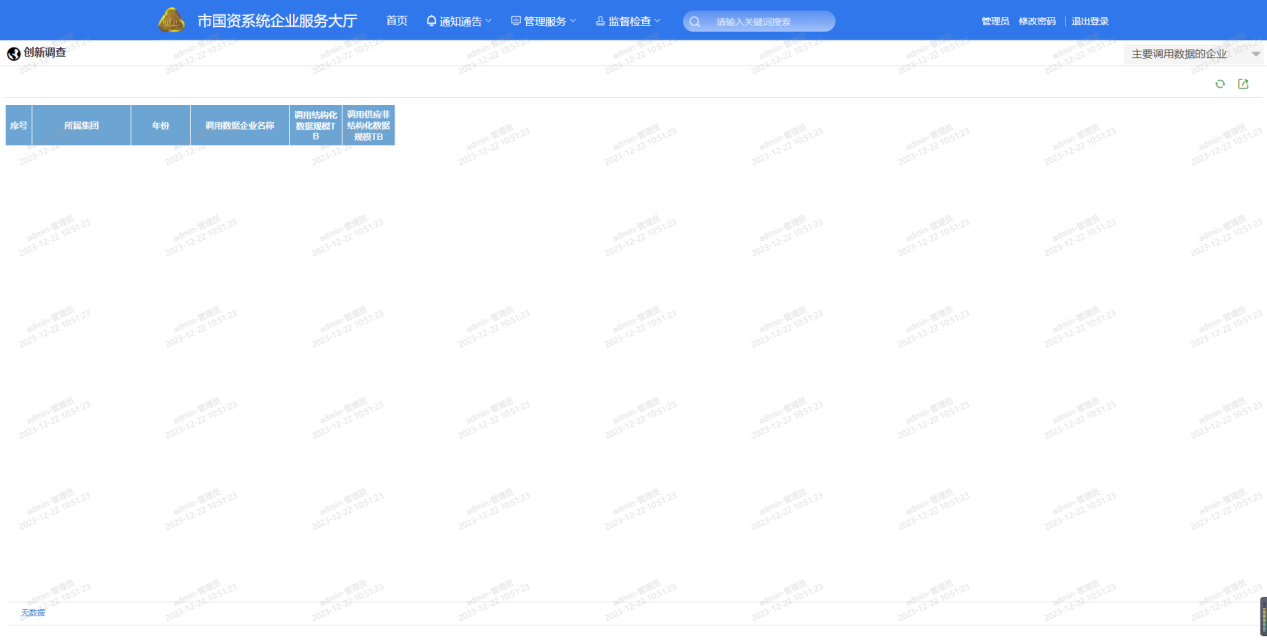 市国资系统企业服务大厅 首页 通知通告 管理服务 监督检查 请输入关键词搜索 管理员 修改密码 | 退出登录
创新调查 主要调用数据的企业
序号 所属集团 年份 调用数据企业名称 调用结构化数据规模TB 调用供应非结构化数据规模TB
admin-管理员
2023-12-22 10:51:23
无数据